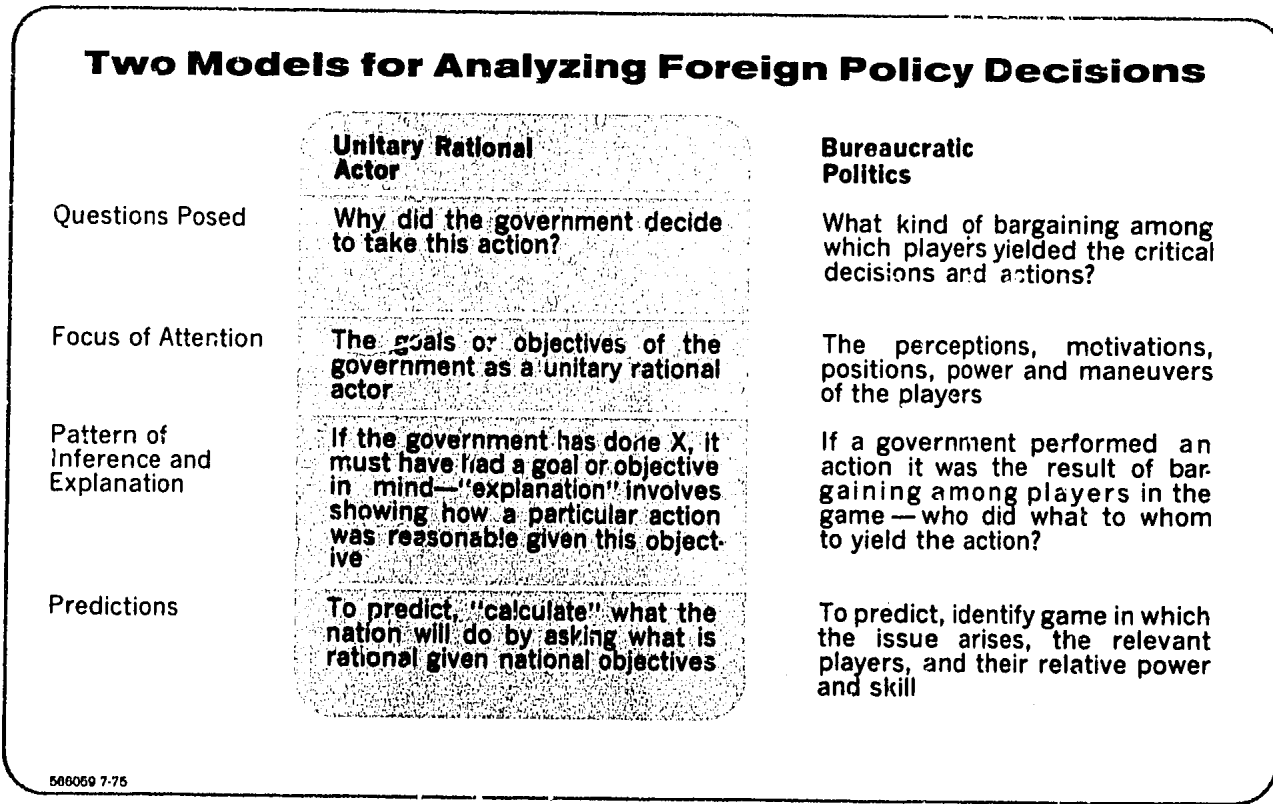 Two Models for Analyzing Foreign Policy Decisions
Unitary Rational
Actor
Bureaucratic
Politics
Questions Posed
Why did the government decide
to take this action?
What kind of bargaining among
which players yielded the critical
decisions and actions?
Focus of Attention
The goals or objectives of the
government as a unitary rational
actor
The perceptions, motivations,
positions, power and maneuvers
of the players
Pattern of
Inference and
Explanation
If the government has done X, it
must have had a goal or objective
in mind—"explanation" involves
showing how a particular action
was reasonable given this object-
ive
If a government performed an
action it was the result of bar-
gaining among players in the
game — who did what to whom
to yield the action?
Predictions
To predict, "calculate" what the
nation will do by asking what is
rational given national objectives
To predict, identify game in which
the issue arises, the relevant
players, and their relative power
and skill
566059 7-75